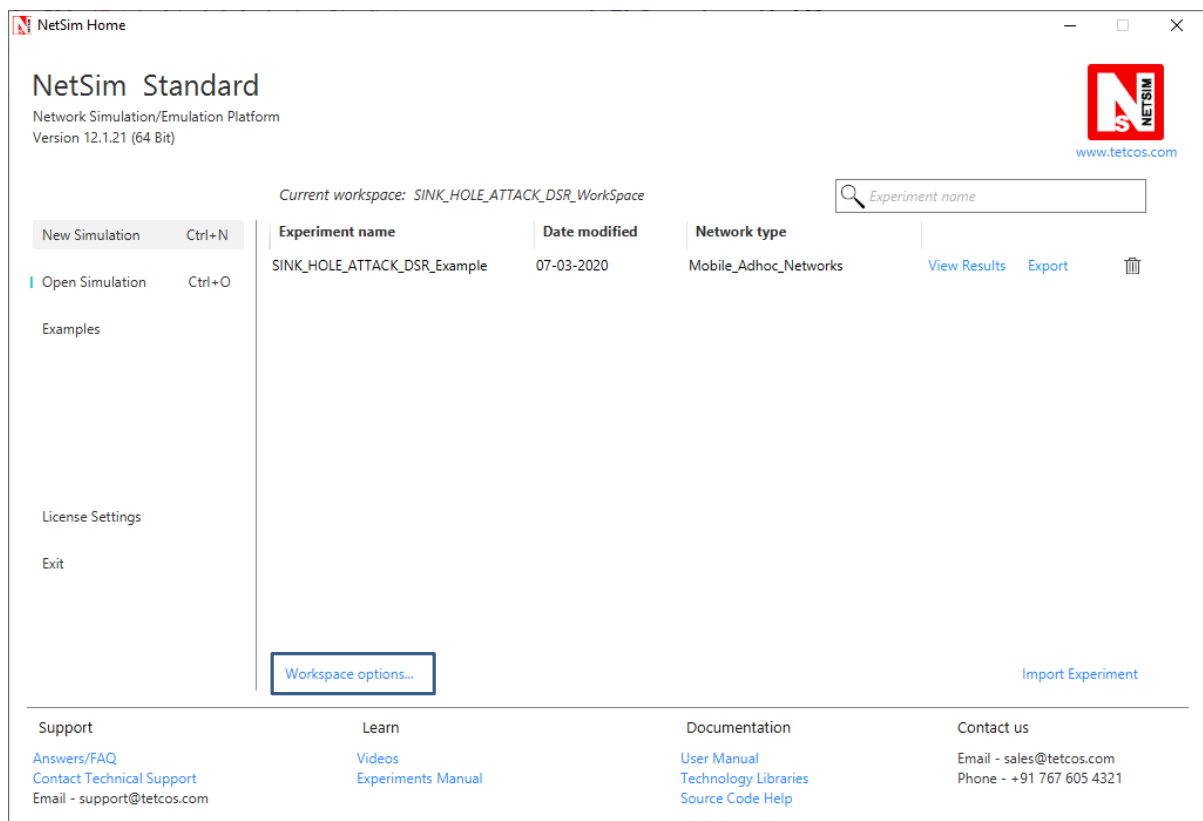 NetSim Home
NetSim Standard
Network Simulation/Emulation Platform
Version 12.1.21 (64 Bit)
NS NETSIM
www.tetcos.com
Current workspace: SINK_HOLE_ATTACK_DSR_WorkSpace
Experiment name
New Simulation Ctrl+N
Open Simulation Ctrl+O
Examples
License Settings
Exit
Experiment name Date modified Network type
SINK_HOLE_ATTACK_DSR_Example 07-03-2020 Mobile_Adhoc_Networks View Results Export
Workspace options...
Import Experiment
Support
Answers/FAQ
Contact Technical Support
Email - support@tetcos.com
Learn
Videos
Experiments Manual
Documentation
User Manual
Technology Libraries
Source Code Help
Contact us
Email - sales@tetcos.com
Phone - +91 767 605 4321